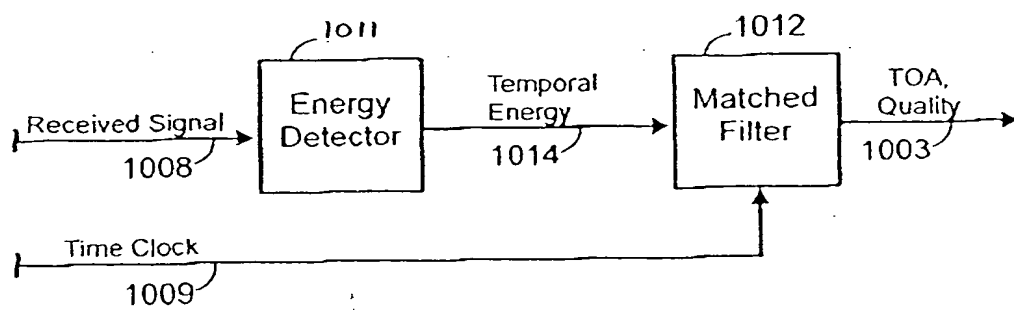 1011
1012
Energy
Detector
Temporal
Energy
Matched
Filter
TOA,
Quality
Received Signal
1008
1014
1003
Time Clock
1009